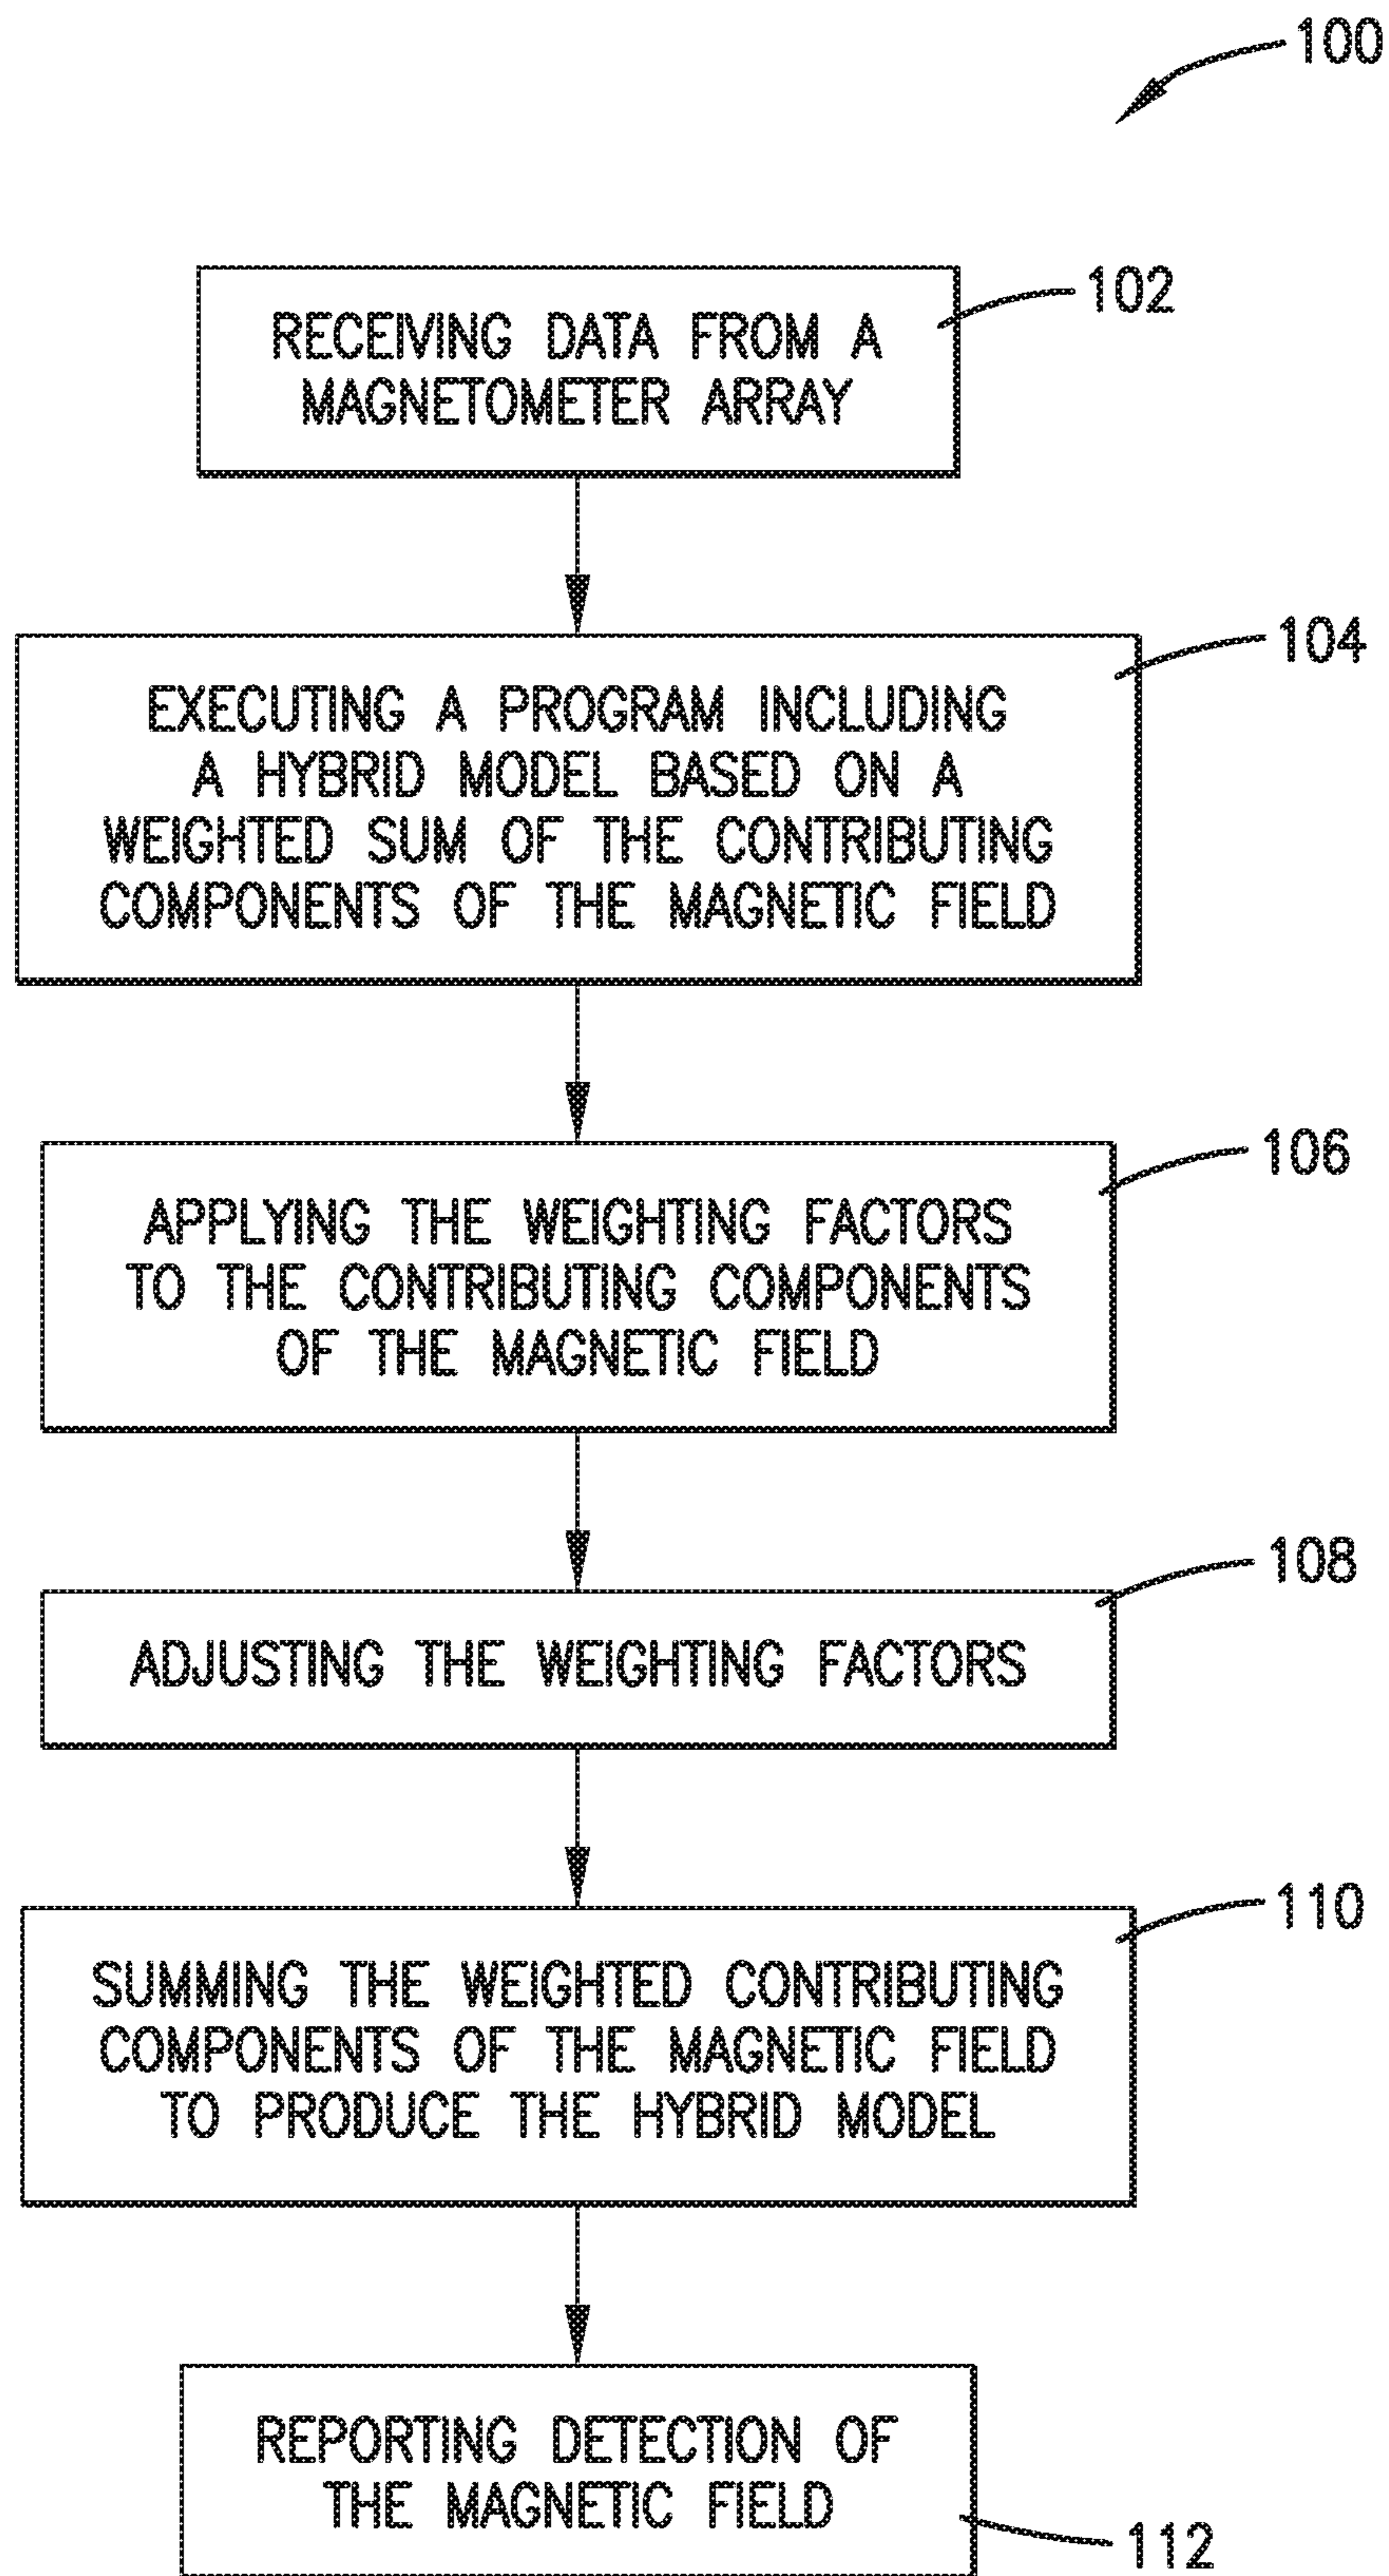 100
102
RECEIVING DATA FROM A
MAGNETOMETER ARRAY
104
EXECUTING A PROGRAM INCLUDING
A HYBRID MODEL BASED ON A
WEIGHTED SUM OF THE CONTRIBUTING
COMPONENTS OF THE MAGNETIC FIELD
106
APPLYING THE WEIGHTING FACTORS
TO THE CONTRIBUTING COMPONENTS
OF THE MAGNETIC FIELD
108
ADJUSTING THE WEIGHTING FACTORS
110
SUMMING THE WEIGHTED CONTRIBUTING
COMPONENTS OF THE MAGNETIC FIELD
TO PRODUCE THE HYBRID MODEL
REPORTING DETECTION OF
THE MAGNETIC FIELD
112